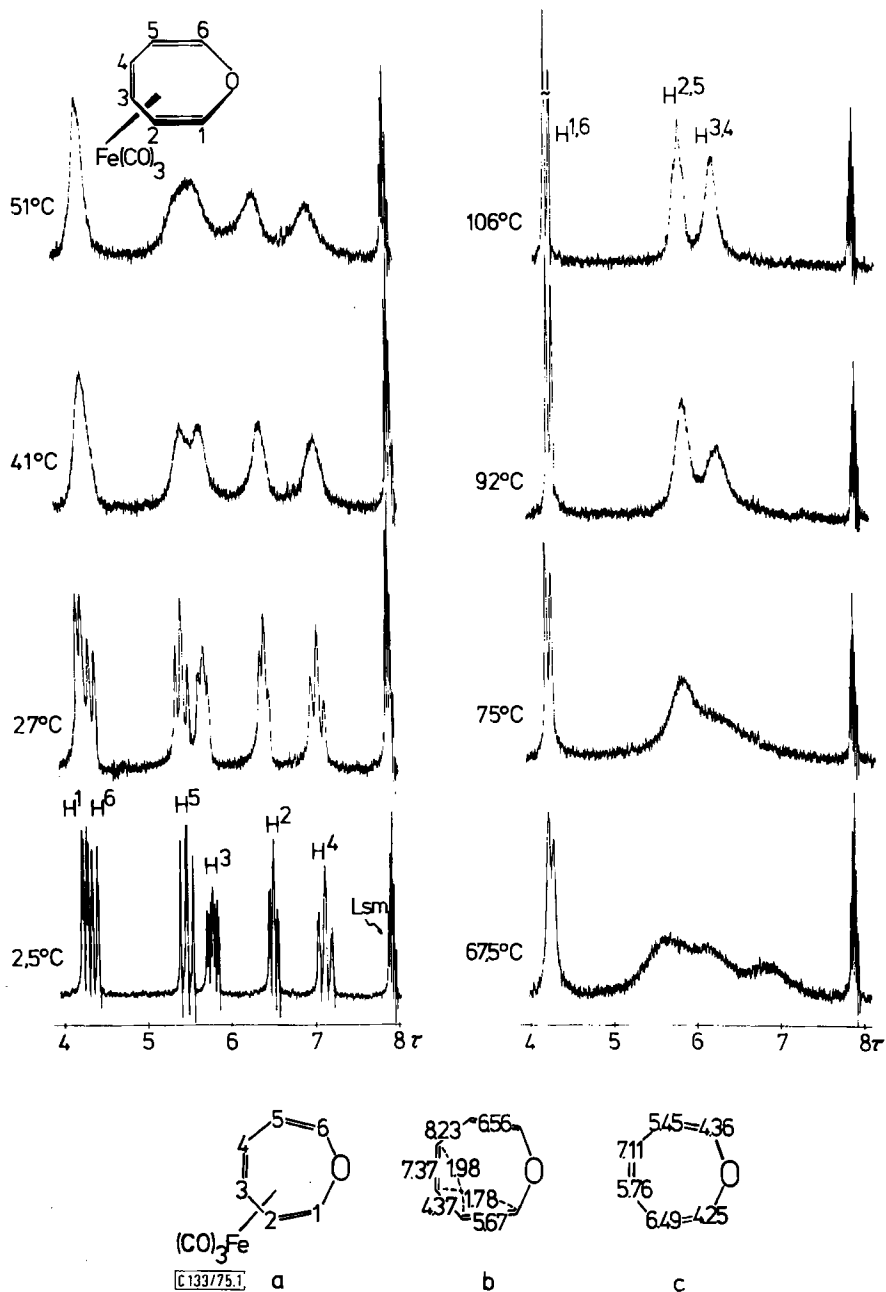 5 6
4
O
3
2 1
Fe(CO)3
51°C
41°C
27°C
H1 H6 H5 H3 H2 H4
Lsm
2,5°C
4 5 6 7 8 τ
H1,6 H2,5 H3,4
106°C
92°C
75°C
67,5°C
4 5 6 7 8 τ
5 6
4
O
3
2 1
(CO)3Fe
C 133/75.1
a
6.56
8.23
7.37 1.98 O
1.78
4.37 5.67
b
5.45 4.36
7.11
O
5.76
6.49 4.25
c